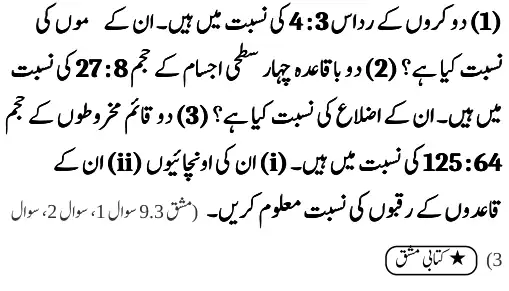 (1) دو کروں کے رداس 4:3 کی نسبت میں ہیں۔ ان کے موں کی
نسبت کیا ہے؟ (2) دو باقاعدہ چہار سطحی اجسام کے حجم 27:8 کی نسبت
میں ہیں۔ ان کے اضلاع کی نسبت کیا ہے؟ (3) دو قائم مخروطوں کے حجم
125:64 کی نسبت میں ہیں۔ (i) ان کی اونچائیوں (ii) ان کے
قاعدوں کے رقبوں کی نسبت معلوم کریں۔ (مشق 9.3 سوال 1، سوال 2، سوال
3) ★ کتابی مشق